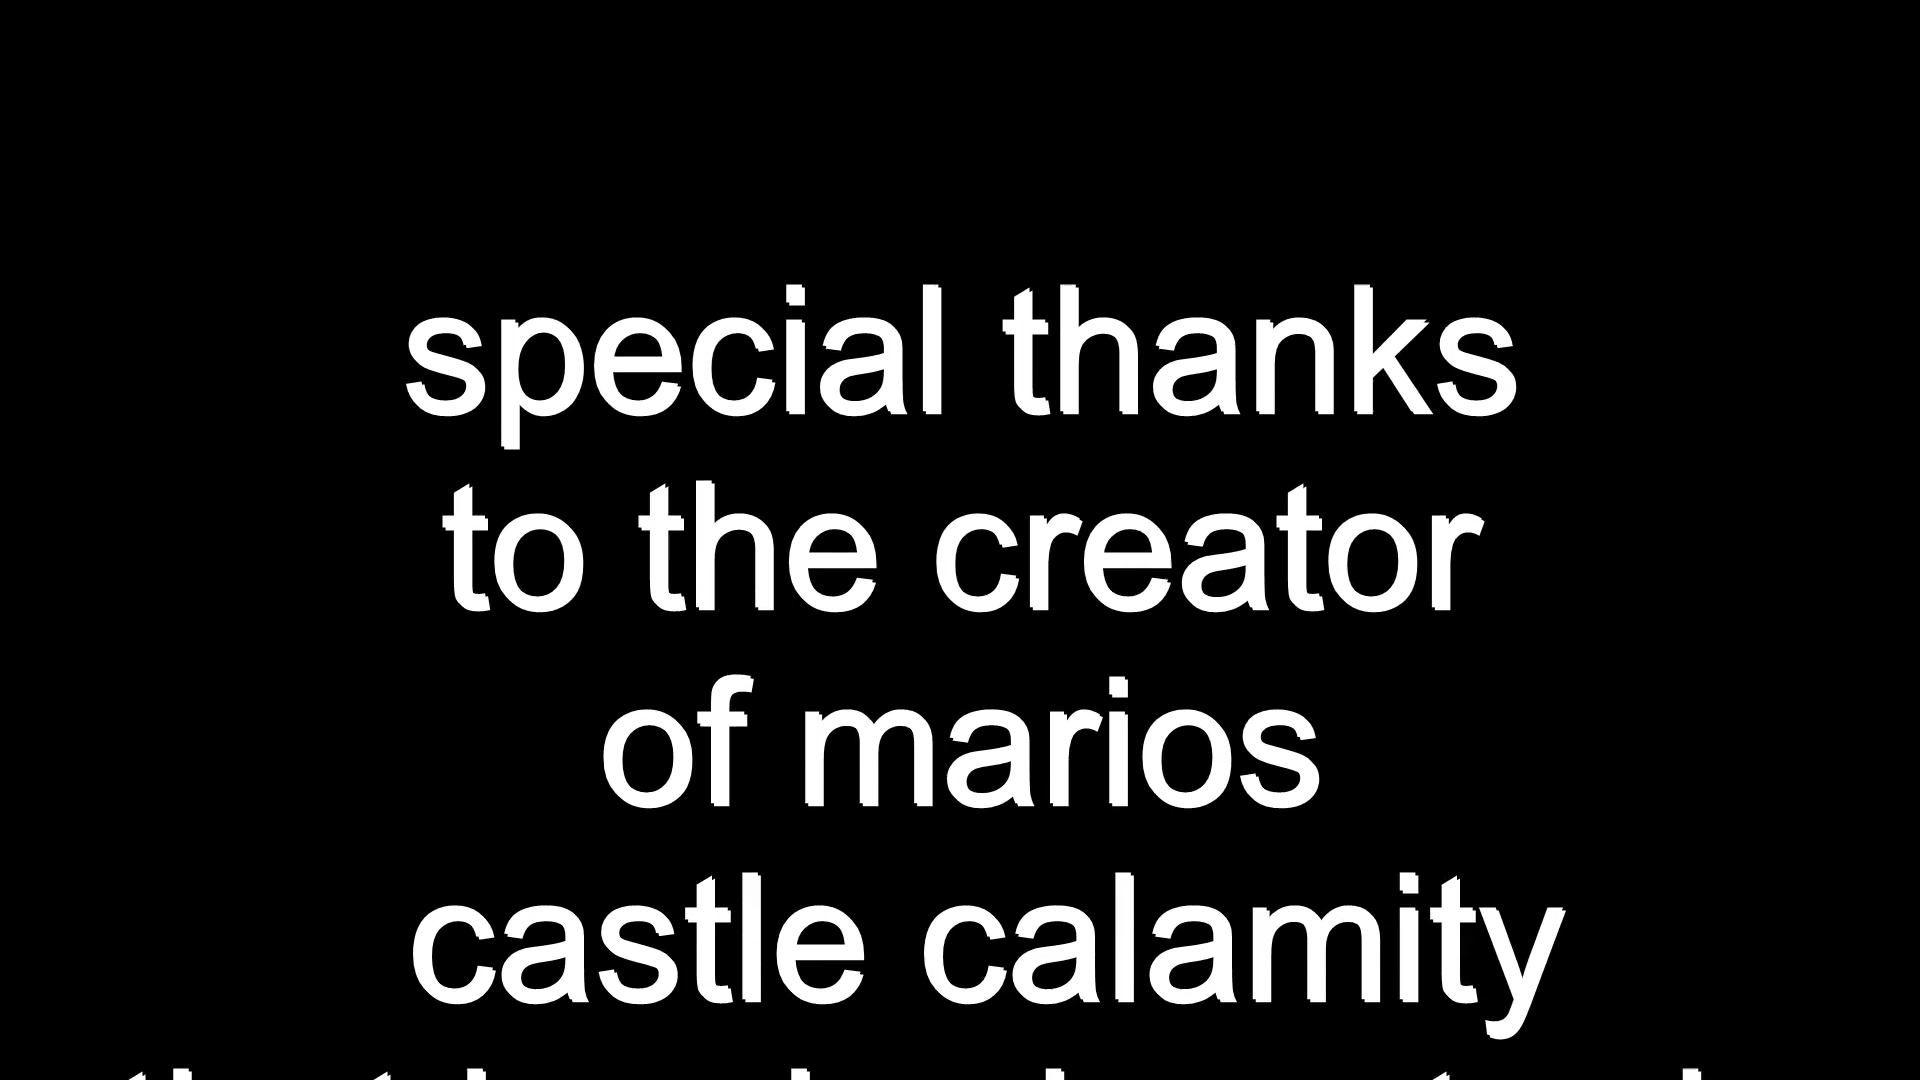 special thanks
to the creator
of marios
castle calamity